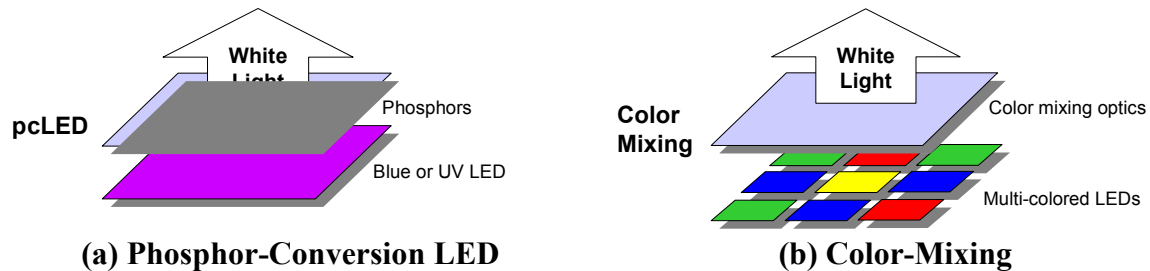 White
Light
pcLED
Phosphors
Blue or UV LED
(a) Phosphor-Conversion LED
White
Light
Color
Mixing
Color mixing optics
Multi-colored LEDs
(b) Color-Mixing